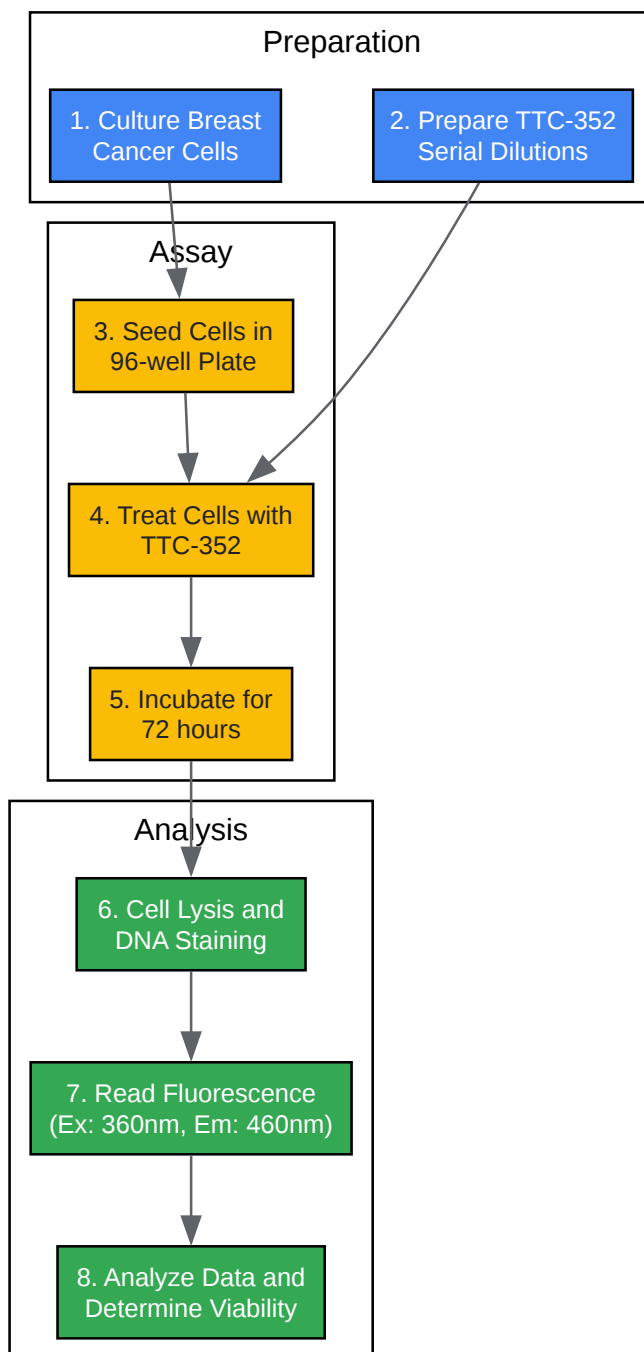 Preparation
1. Culture Breast
Cancer Cells
2. Prepare TTC-352
Serial Dilutions
Assay
3. Seed Cells in
96-well Plate
4. Treat Cells with
TTC-352
5. Incubate for
72 hours
Analysis
6. Cell Lysis and
DNA Staining
7. Read Fluorescence
(Ex: 360nm, Em: 460nm)
8. Analyze Data and
Determine Viability